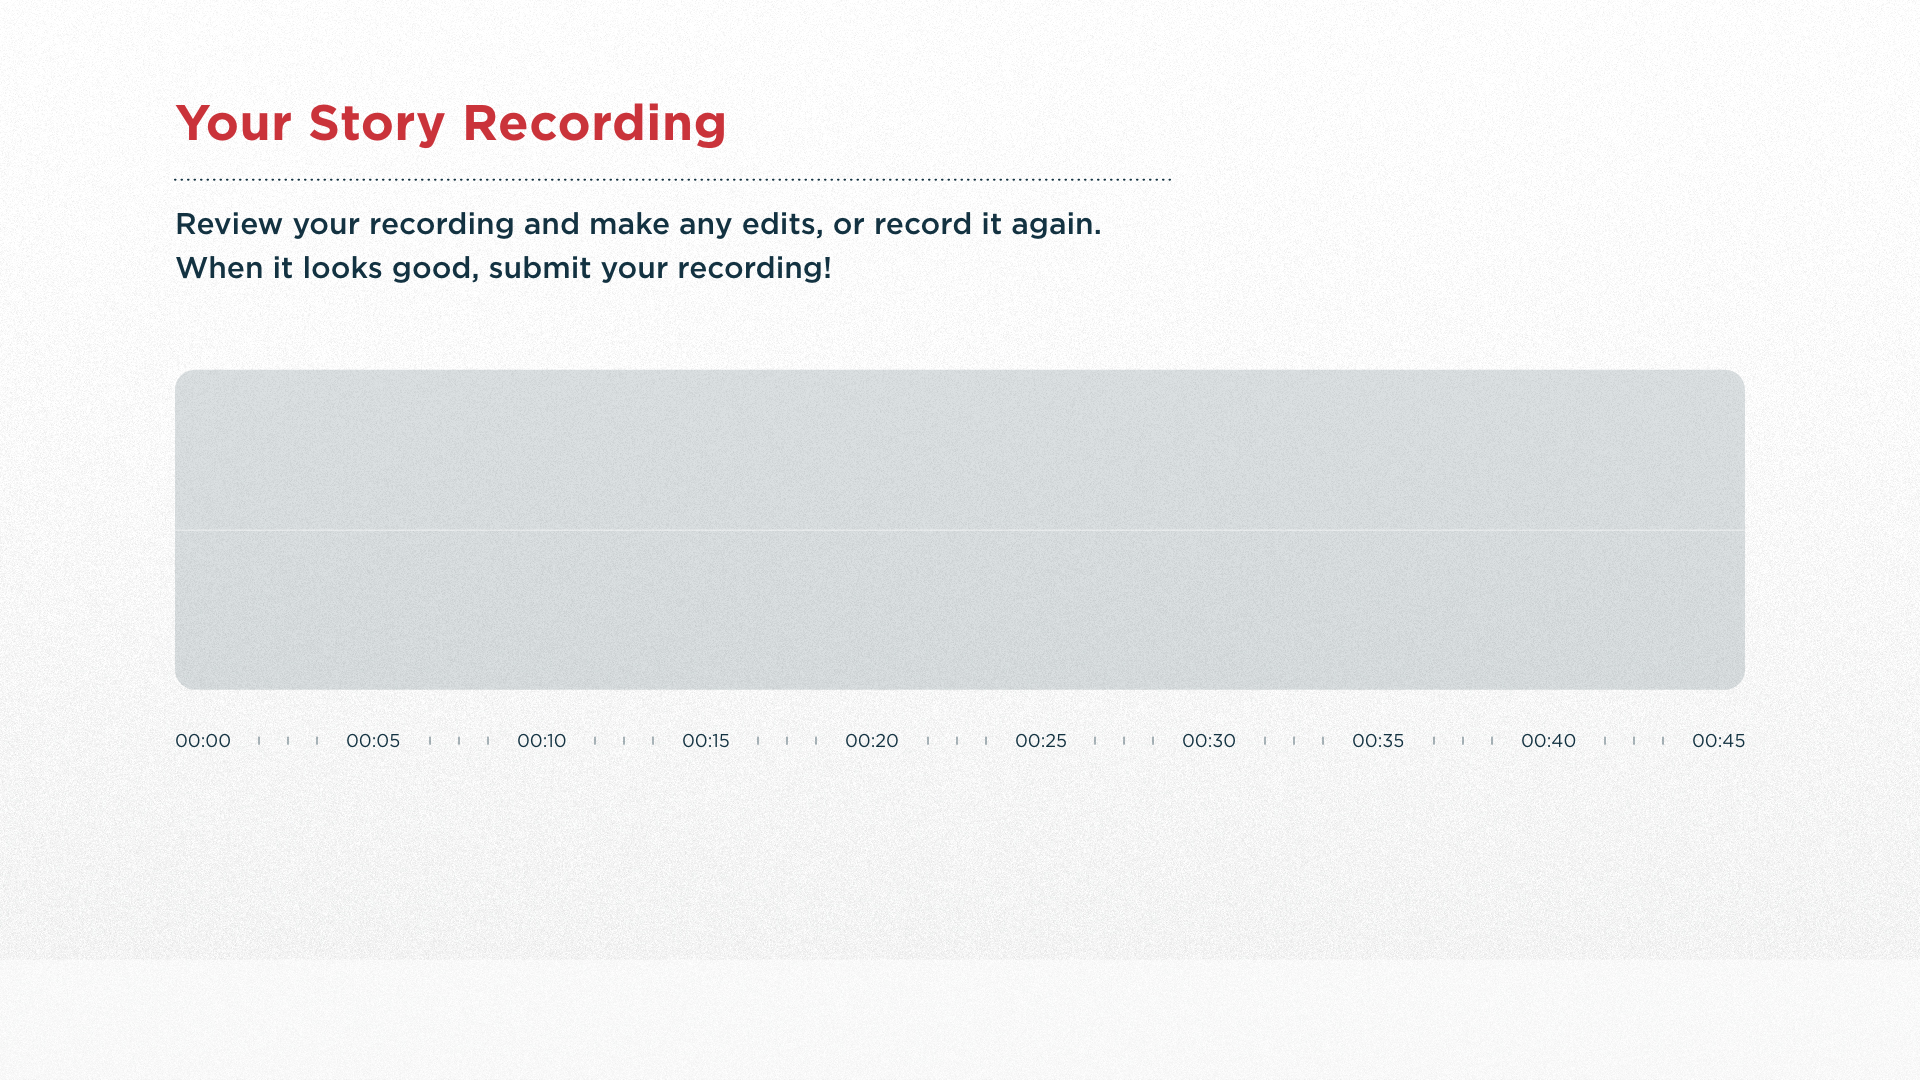 Your Story Recording
Review your recording and make any edits, or record it again.
When it looks good, submit your recording!
00:00 00:05 00:10 00:15 00:20 00:25 00:30 00:35 00:40 00:45